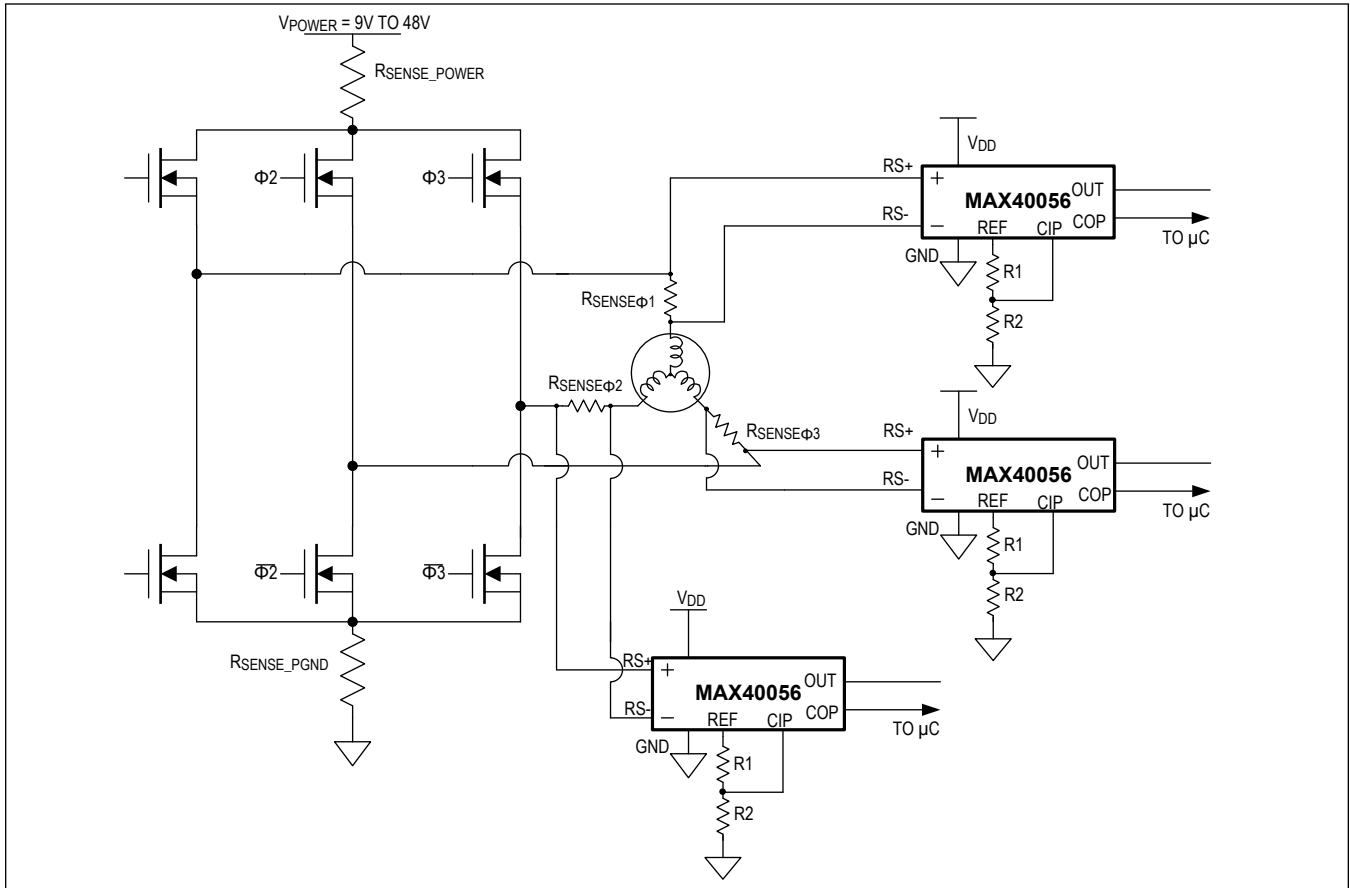 VPOWER = 9V TO 48V
RSENSE_POWER
Φ2
Φ3
RSENSEΦ1
RSENSEΦ2
RSENSEΦ3
Φ̅2̅
Φ̅3̅
RSENSE_PGND
VDD
RS+
RS-
+
−
MAX40056
OUT
COP
REF
CIP
GND
TO µC
R1
R2
VDD
RS+
RS-
+
−
MAX40056
OUT
COP
REF
CIP
GND
TO µC
R1
R2
VDD
RS+
RS-
+
−
MAX40056
OUT
COP
REF
CIP
GND
TO µC
R1
R2